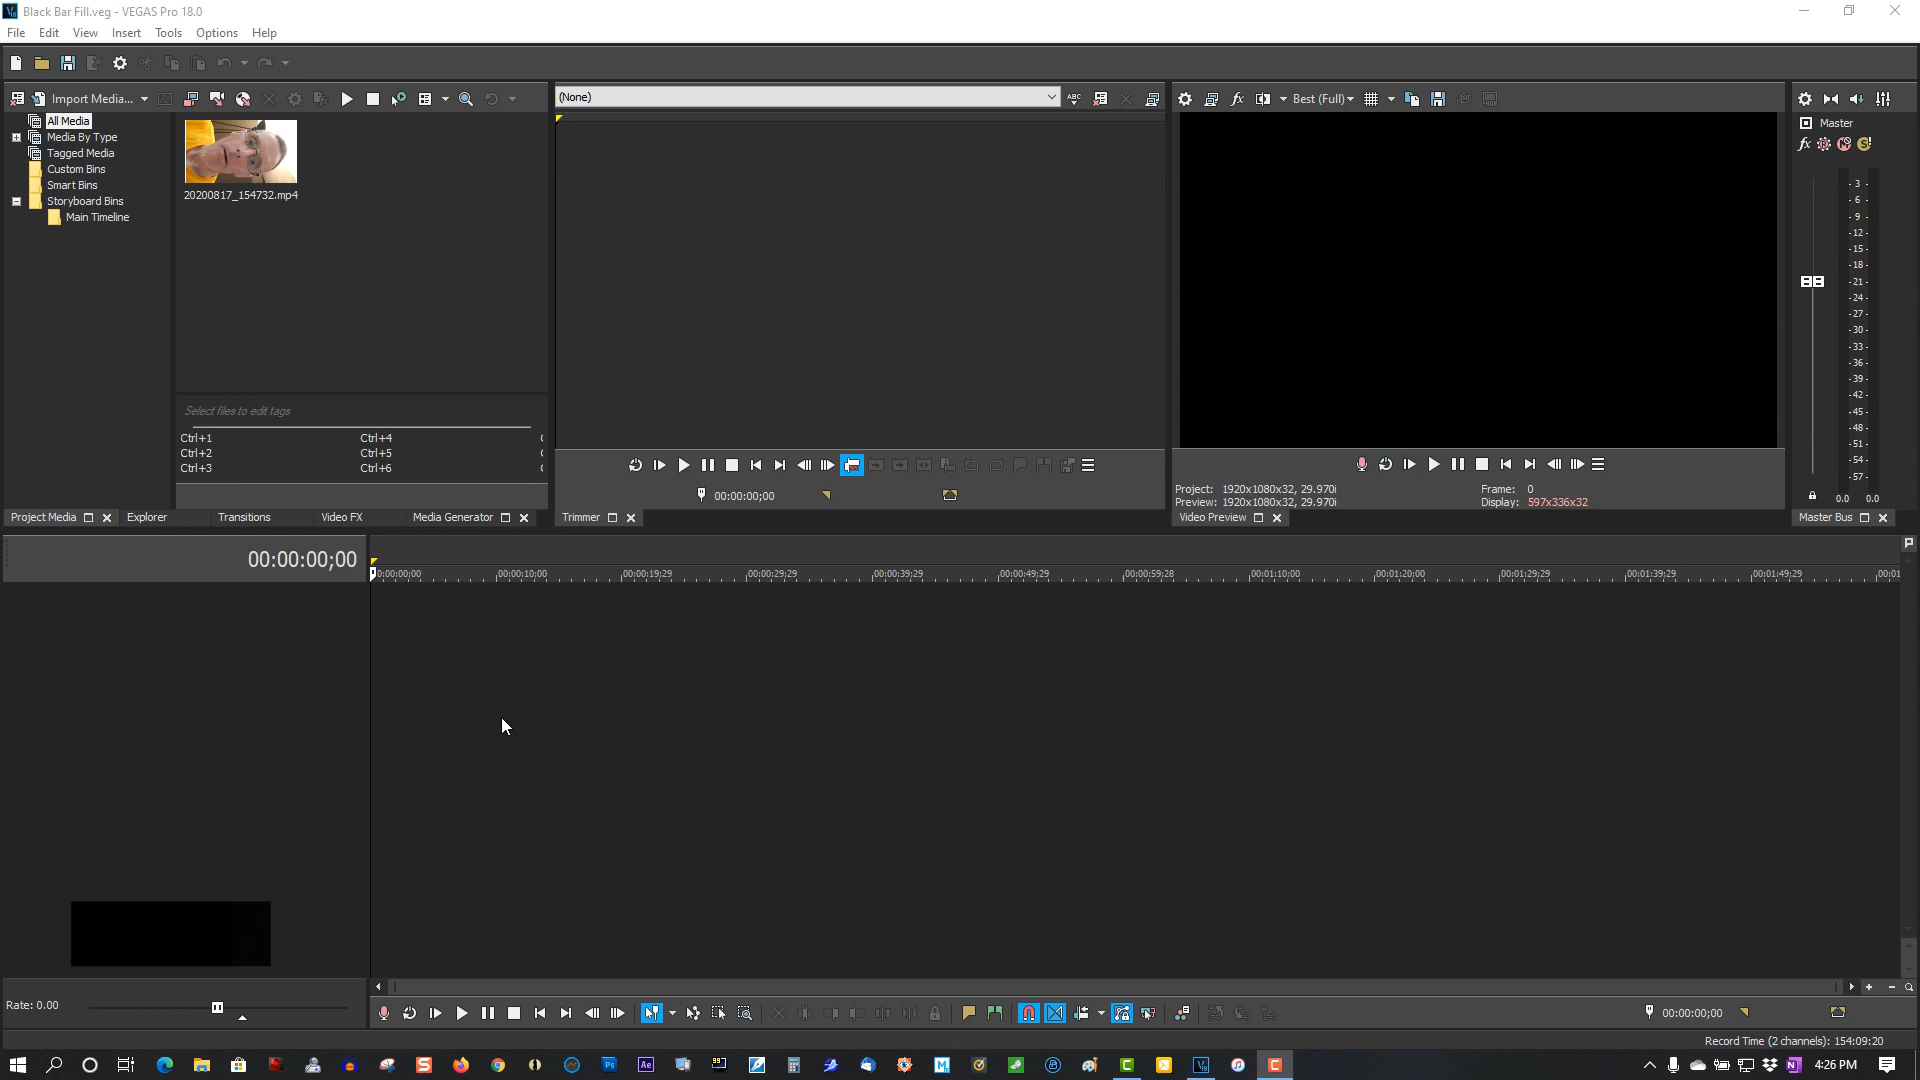 Black Bar Fill.veg - VEGAS Pro 18.0
File Edit View Insert Tools Options Help
Import Media...
All Media
Media By Type
Tagged Media
Custom Bins
Smart Bins
Storyboard Bins
Main Timeline
20200817_154732.mp4
Select files to edit tags
Ctrl+1 Ctrl+4
Ctrl+2 Ctrl+5
Ctrl+3 Ctrl+6
(None)
00:00:00;00
Best (Full)
Project: 1920x1080x32, 29.970i Frame: 0
Preview: 1920x1080x32, 29.970i Display: 597x336x32
Master
- 3 -
- 6 -
- 9 -
- 12 -
- 15 -
- 18 -
- 21 -
- 24 -
- 27 -
- 30 -
- 33 -
- 36 -
- 39 -
- 42 -
- 45 -
- 48 -
- 51 -
- 54 -
- 57 -
0.0 0.0
Project Media Explorer Transitions Video FX Media Generator Trimmer Video Preview Master Bus
00:00:00;00
0:00:00;00 00:00:10;00 00:00:19;29 00:00:29;29 00:00:39;29 00:00:49;29 00:00:59;28 00:01:10;00 00:01:20;00 00:01:29;29 00:01:39;29 00:01:49;29 00:01
Rate: 0.00
00:00:00;00
Record Time (2 channels): 154:09:20
4:26 PM